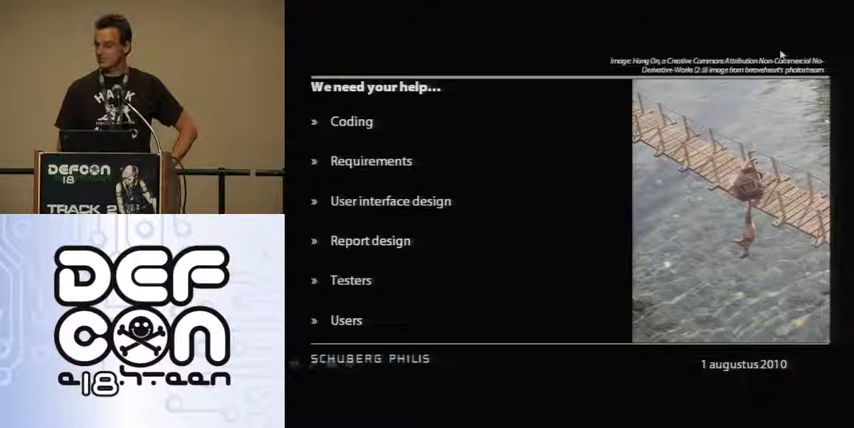 HACK
DEFCON
18
TRACK 2
DEF
CON
e18hteen
Image: Hang On, a Creative Commons Attribution Non-Commercial No-
Derivative-Works (2.0) image from brraveheart's photostream
We need your help...
» Coding
» Requirements
» User interface design
» Report design
» Testers
» Users
SCHUBERG PHILIS
1 augustus 2010